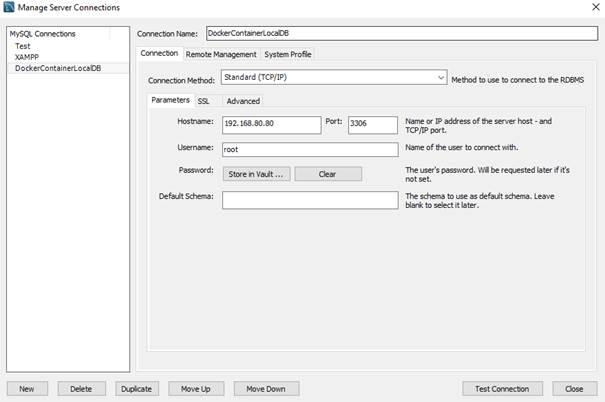 Manage Server Connections
MySQL Connections
Test
XAMPP
DockerContainerLocalDB
Connection Name: DockerContainerLocalDB
Connection Remote Management System Profile
Connection Method: Standard (TCP/IP) Method to use to connect to the RDBMS
Parameters SSL Advanced
Hostname: 192.168.80.80 Port: 3306 Name or IP address of the server host - and
TCP/IP port.
Username: root Name of the user to connect with.
Password: Store in Vault ... Clear The user's password. Will be requested later if it's
not set.
Default Schema: The schema to use as default schema. Leave
blank to select it later.
New Delete Duplicate Move Up Move Down Test Connection Close